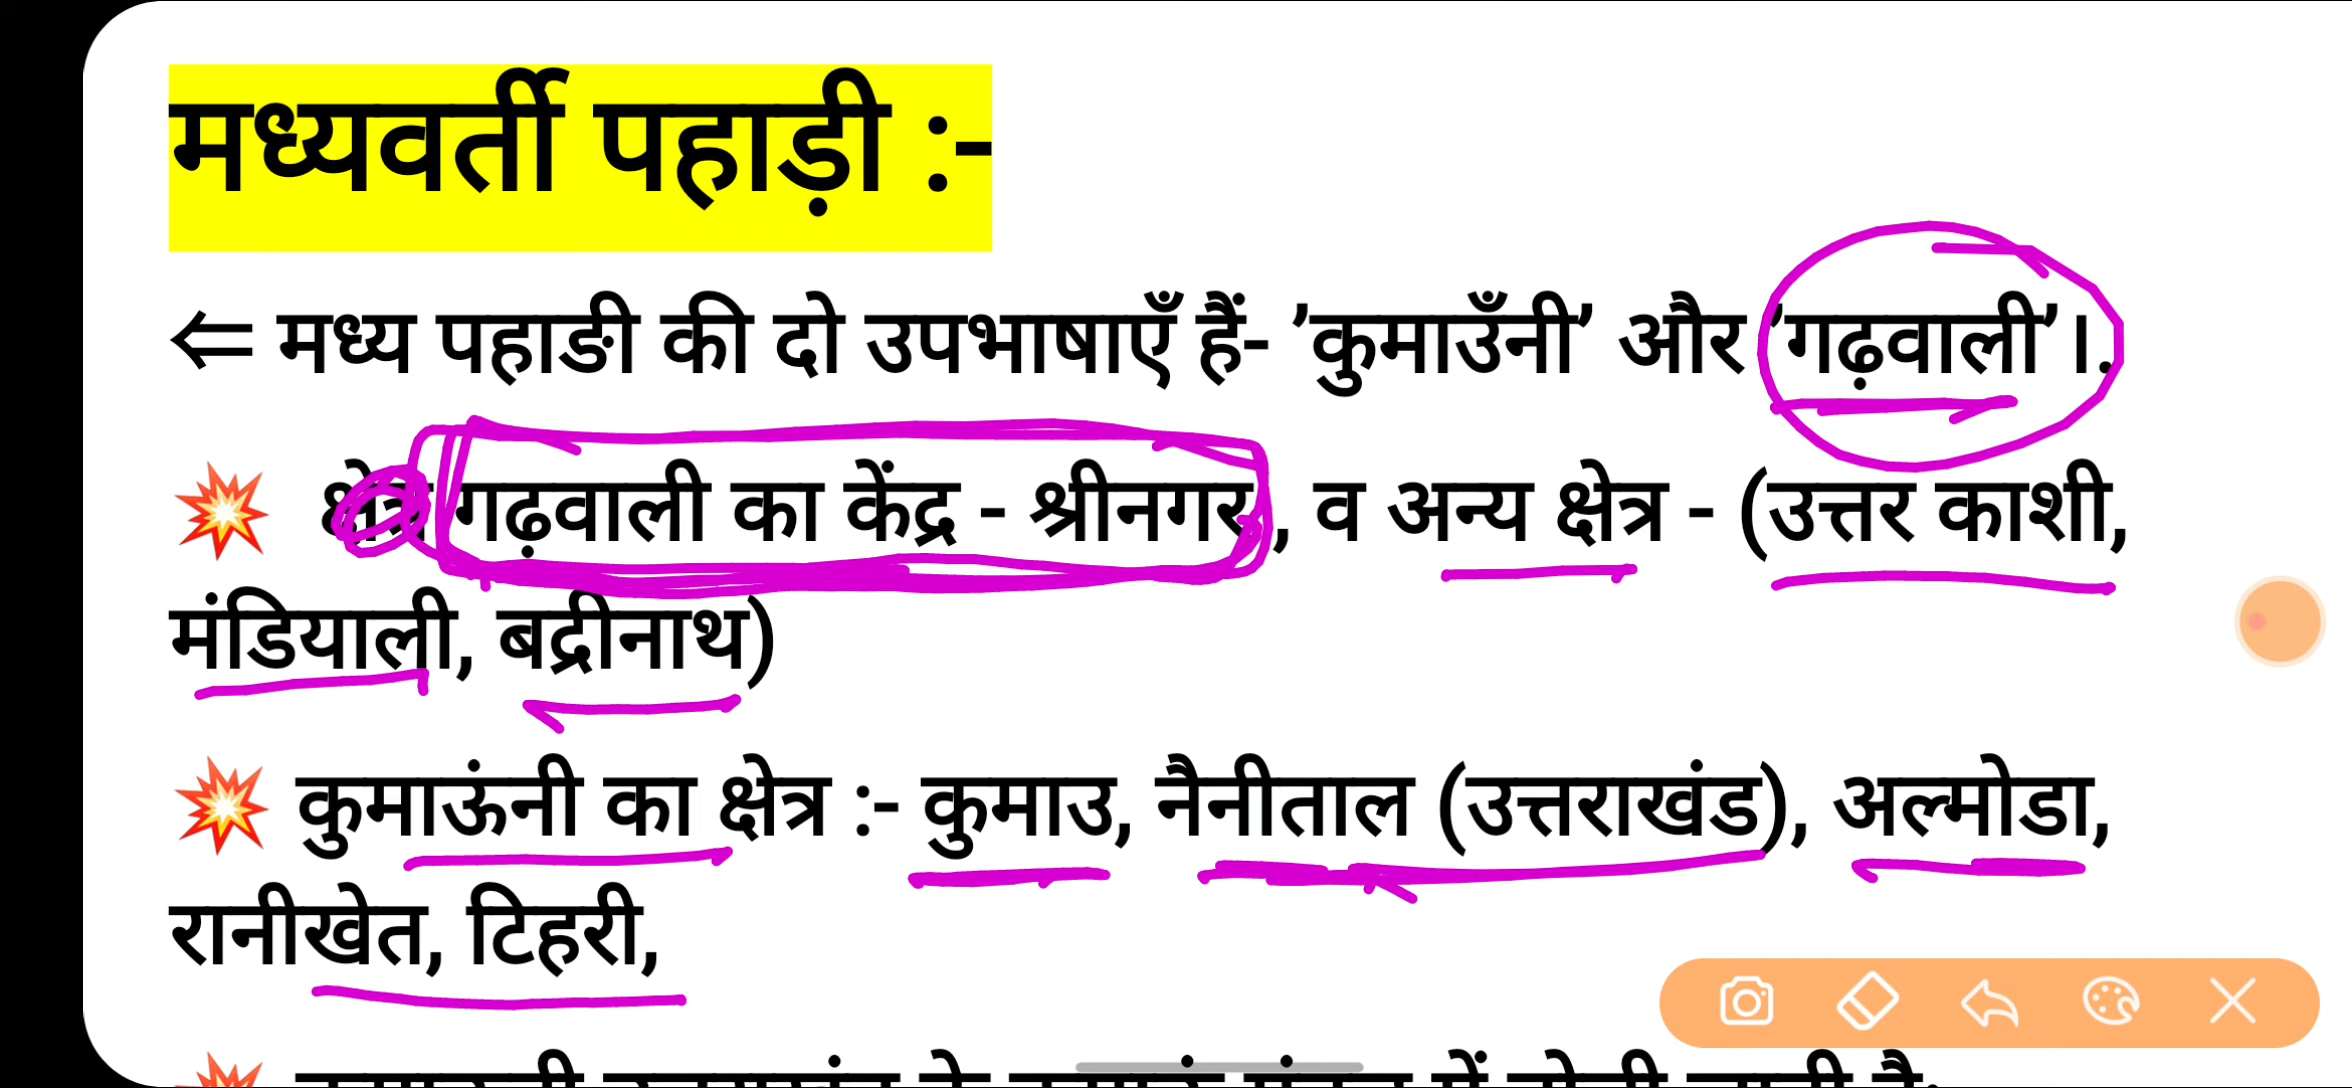 मध्यवर्ती पहाड़ी :-
⇐ मध्य पहाङी की दो उपभाषाएँ हैं- ’कुमाउँनी’ और ’गढ़वाली’।.
💥 क्षेत्र गढ़वाली का केंद्र - श्रीनगर, , व अन्य क्षेत्र - (उत्तर काशी,
मंडियाली, बद्रीनाथ)
💥 कुमाऊंनी का क्षेत्र :- कुमाउ, नैनीताल (उत्तराखंड), अल्मोडा,
रानीखेत, टिहरी,